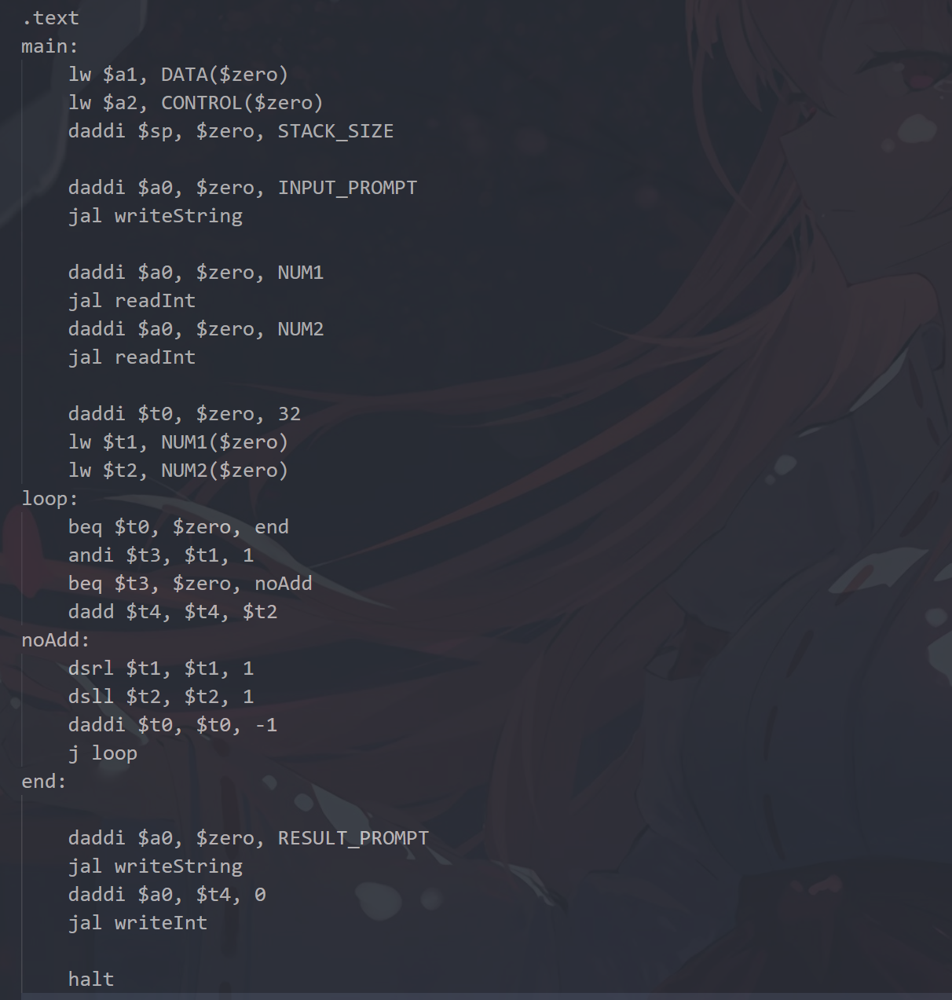 .text
main:
lw $a1, DATA($zero)
lw $a2, CONTROL($zero)
daddi $sp, $zero, STACK_SIZE
daddi $a0, $zero, INPUT_PROMPT
jal writeString
daddi $a0, $zero, NUM1
jal readInt
daddi $a0, $zero, NUM2
jal readInt
daddi $t0, $zero, 32
lw $t1, NUM1($zero)
lw $t2, NUM2($zero)
loop:
beq $t0, $zero, end
andi $t3, $t1, 1
beq $t3, $zero, noAdd
dadd $t4, $t4, $t2
noAdd:
dsrl $t1, $t1, 1
dsll $t2, $t2, 1
daddi $t0, $t0, -1
j loop
end:
daddi $a0, $zero, RESULT_PROMPT
jal writeString
daddi $a0, $t4, 0
jal writeInt
halt